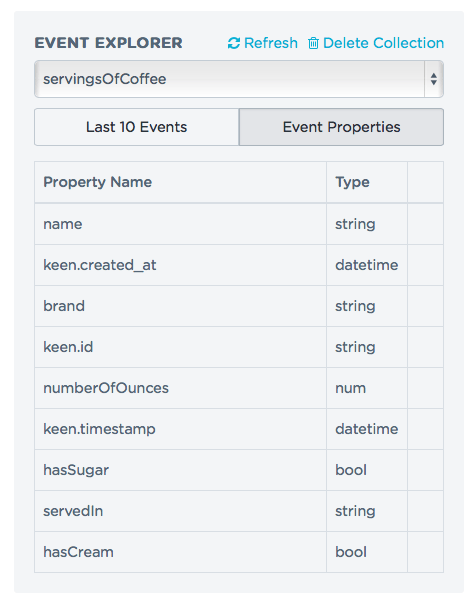 EVENT EXPLORER Refresh Delete Collection
servingsOfCoffee
Last 10 Events Event Properties
Property Name Type
name string
keen.created_at datetime
brand string
keen.id string
numberOfOunces num
keen.timestamp datetime
hasSugar bool
servedIn string
hasCream bool